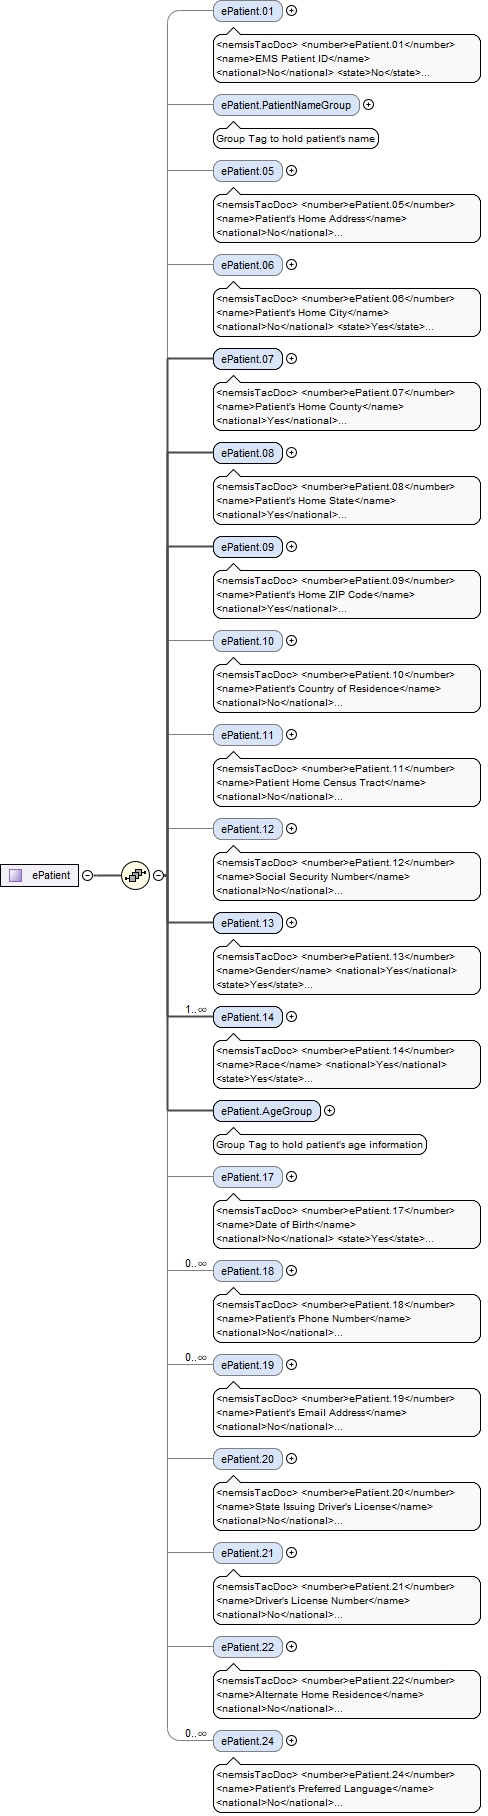 ePatient.01
<nemsisTacDoc> <number>ePatient.01</number>
<name>EMS Patient ID</name>
<national>No</national> <state>No</state>...
ePatient.PatientNameGroup
Group Tag to hold patient's name
ePatient.05
<nemsisTacDoc> <number>ePatient.05</number>
<name>Patient's Home Address</name>
<national>No</national>...
ePatient.06
<nemsisTacDoc> <number>ePatient.06</number>
<name>Patient's Home City</name>
<national>No</national> <state>Yes</state>...
ePatient.07
<nemsisTacDoc> <number>ePatient.07</number>
<name>Patient's Home County</name>
<national>Yes</national>...
ePatient.08
<nemsisTacDoc> <number>ePatient.08</number>
<name>Patient's Home State</name>
<national>Yes</national>...
ePatient.09
<nemsisTacDoc> <number>ePatient.09</number>
<name>Patient's Home ZIP Code</name>
<national>Yes</national>...
ePatient.10
<nemsisTacDoc> <number>ePatient.10</number>
<name>Patient's Country of Residence</name>
<national>No</national>...
ePatient.11
<nemsisTacDoc> <number>ePatient.11</number>
<name>Patient Home Census Tract</name>
<national>No</national>...
ePatient.12
<nemsisTacDoc> <number>ePatient.12</number>
<name>Social Security Number</name>
<national>No</national>...
ePatient
ePatient.13
<nemsisTacDoc> <number>ePatient.13</number>
<name>Gender</name> <national>Yes</national>
<state>Yes</state>...
1..∞
ePatient.14
<nemsisTacDoc> <number>ePatient.14</number>
<name>Race</name> <national>Yes</national>
<state>Yes</state>...
ePatient.AgeGroup
Group Tag to hold patient's age information
ePatient.17
<nemsisTacDoc> <number>ePatient.17</number>
<name>Date of Birth</name>
<national>No</national> <state>Yes</state>...
0..∞
ePatient.18
<nemsisTacDoc> <number>ePatient.18</number>
<name>Patient's Phone Number</name>
<national>No</national>...
0..∞
ePatient.19
<nemsisTacDoc> <number>ePatient.19</number>
<name>Patient's Email Address</name>
<national>No</national>...
ePatient.20
<nemsisTacDoc> <number>ePatient.20</number>
<name>State Issuing Driver's License</name>
<national>No</national>...
ePatient.21
<nemsisTacDoc> <number>ePatient.21</number>
<name>Driver's License Number</name>
<national>No</national>...
ePatient.22
<nemsisTacDoc> <number>ePatient.22</number>
<name>Alternate Home Residence</name>
<national>No</national>...
0..∞
ePatient.24
<nemsisTacDoc> <number>ePatient.24</number>
<name>Patient's Preferred Language</name>
<national>No</national>...